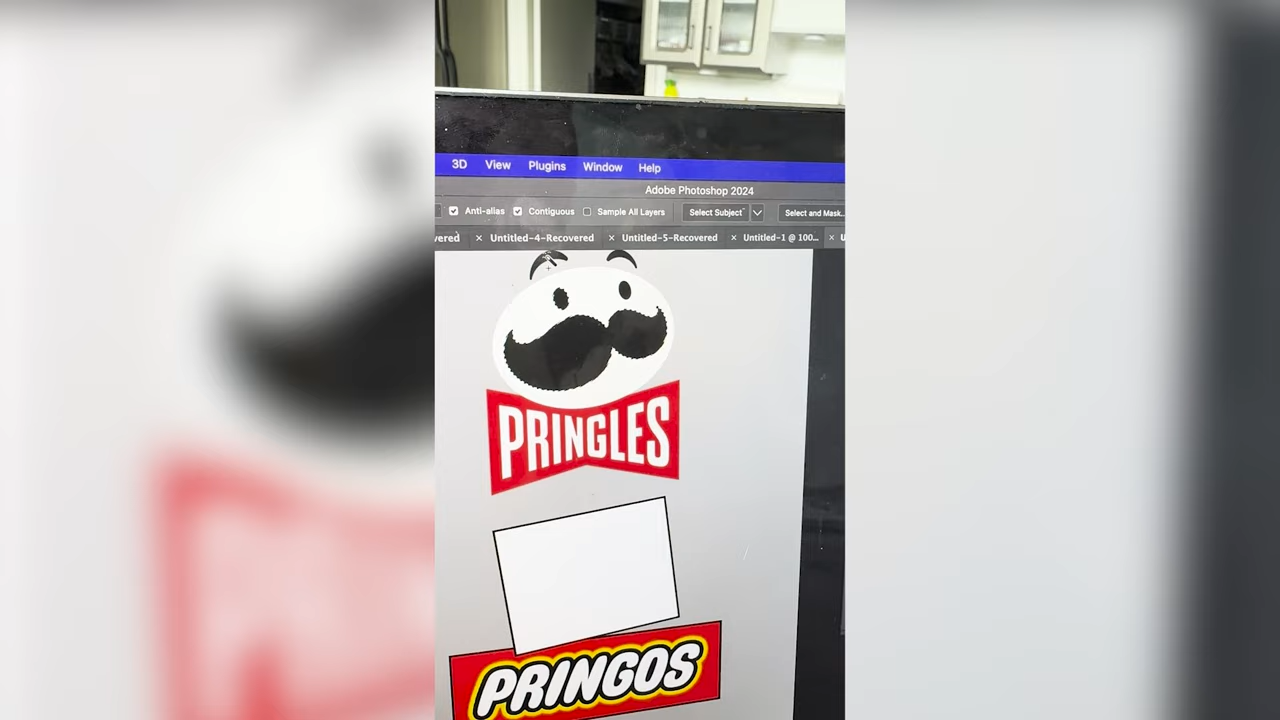 3D View Plugins Window Help
Adobe Photoshop 2024
Anti-alias Contiguous Sample All Layers Select Subject Select and Mask...
vered × Untitled-4-Recovered × Untitled-5-Recovered × Untitled-1 @ 100... × U
PRINGLES
PRINGOS